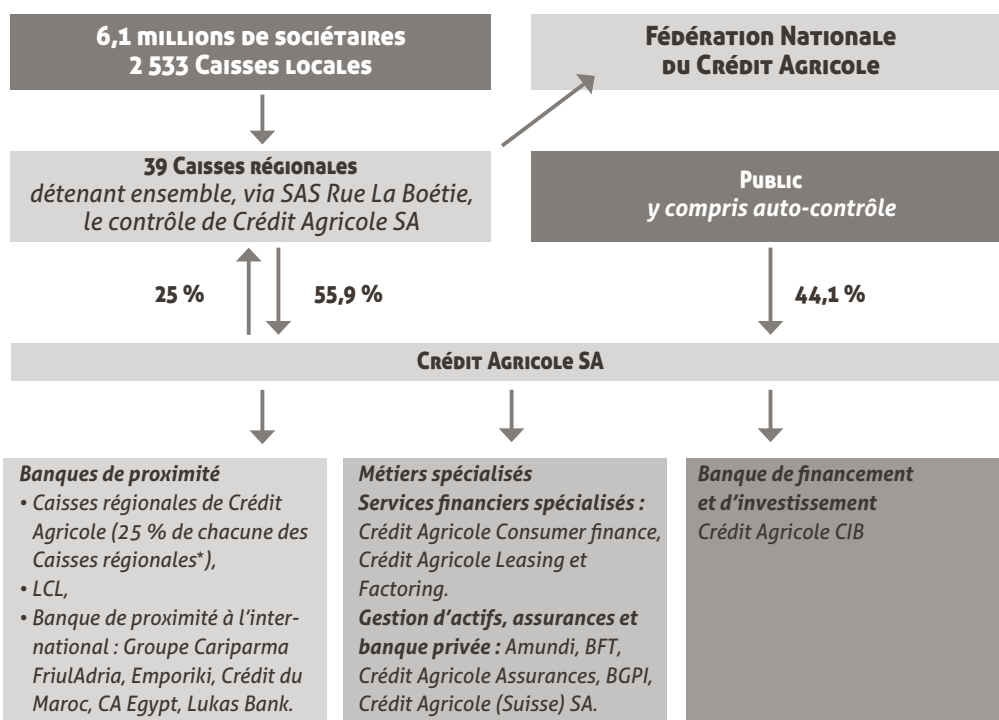 6,1 millions de sociétaires
2 533 Caisses locales
Fédération Nationale
du Crédit Agricole
39 Caisses régionales
détenant ensemble, via SAS Rue La Boétie,
le contrôle de Crédit Agricole SA
Public
y compris auto-contrôle
25 %
55,9 %
44,1 %
Crédit Agricole SA
Banques de proximité
• Caisses régionales de Crédit
Agricole (25 % de chacune des
Caisses régionales*),
• LCL,
• Banque de proximité à l'inter-
national : Groupe Cariparma
FriulAdria, Emporiki, Crédit du
Maroc, CA Egypt, Lukas Bank.
Métiers spécialisés
Services financiers spécialisés :
Crédit Agricole Consumer finance,
Crédit Agricole Leasing et
Factoring.
Gestion d'actifs, assurances et
banque privée : Amundi, BFT,
Crédit Agricole Assurances, BGPI,
Crédit Agricole (Suisse) SA.
Banque de financement
et d'investissement
Crédit Agricole CIB